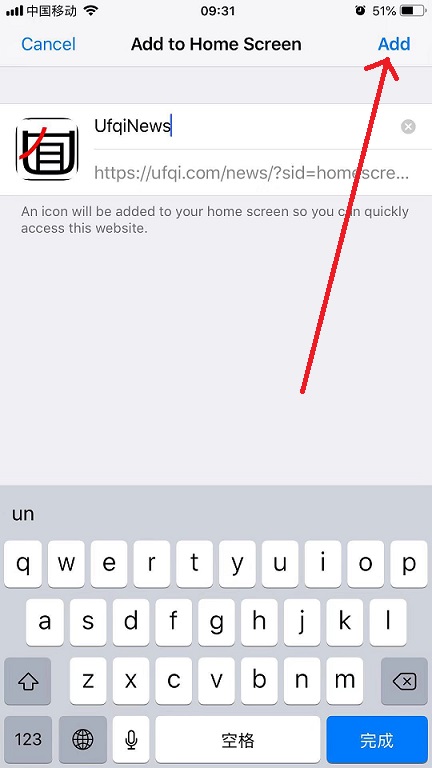 中国移动 09:31 51%
Cancel Add to Home Screen Add
UfqiNews
https://ufqi.com/news/?sid=homescre...
An icon will be added to your home screen so you can quickly
access this website.
un
q w e r t y u i o p
a s d f g h j k l
z x c v b n m
123 空格 完成